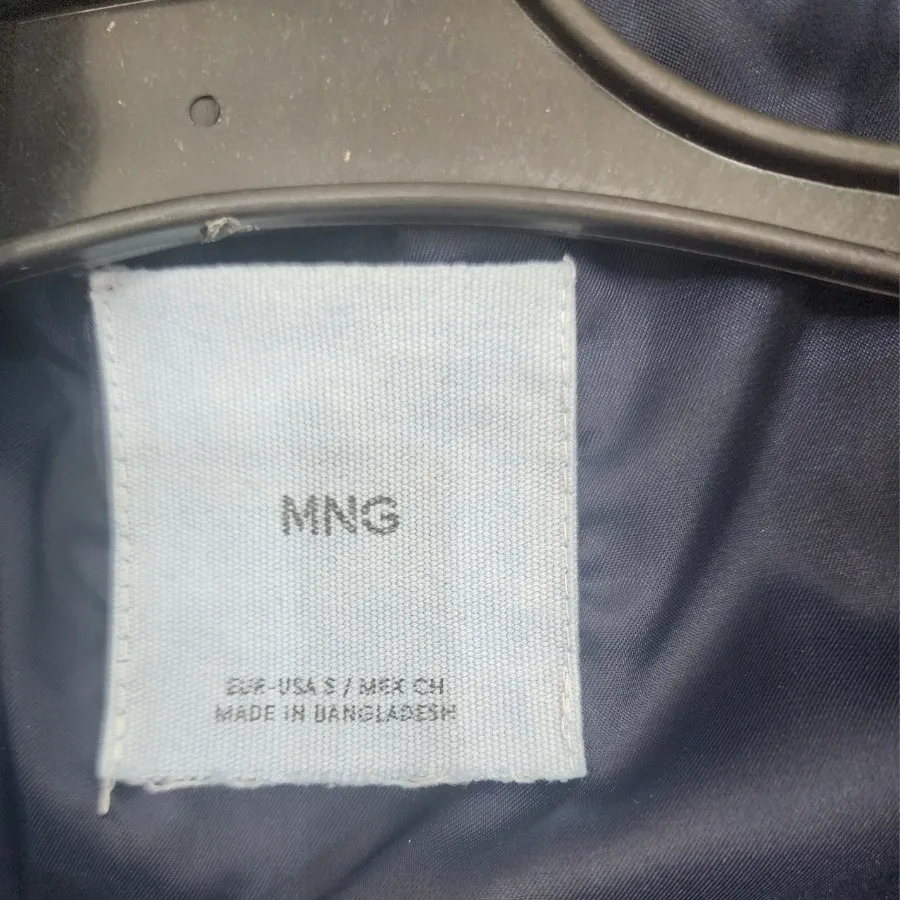 MNG
EUR-USA S / MEX CH
MADE IN BANGLADESH